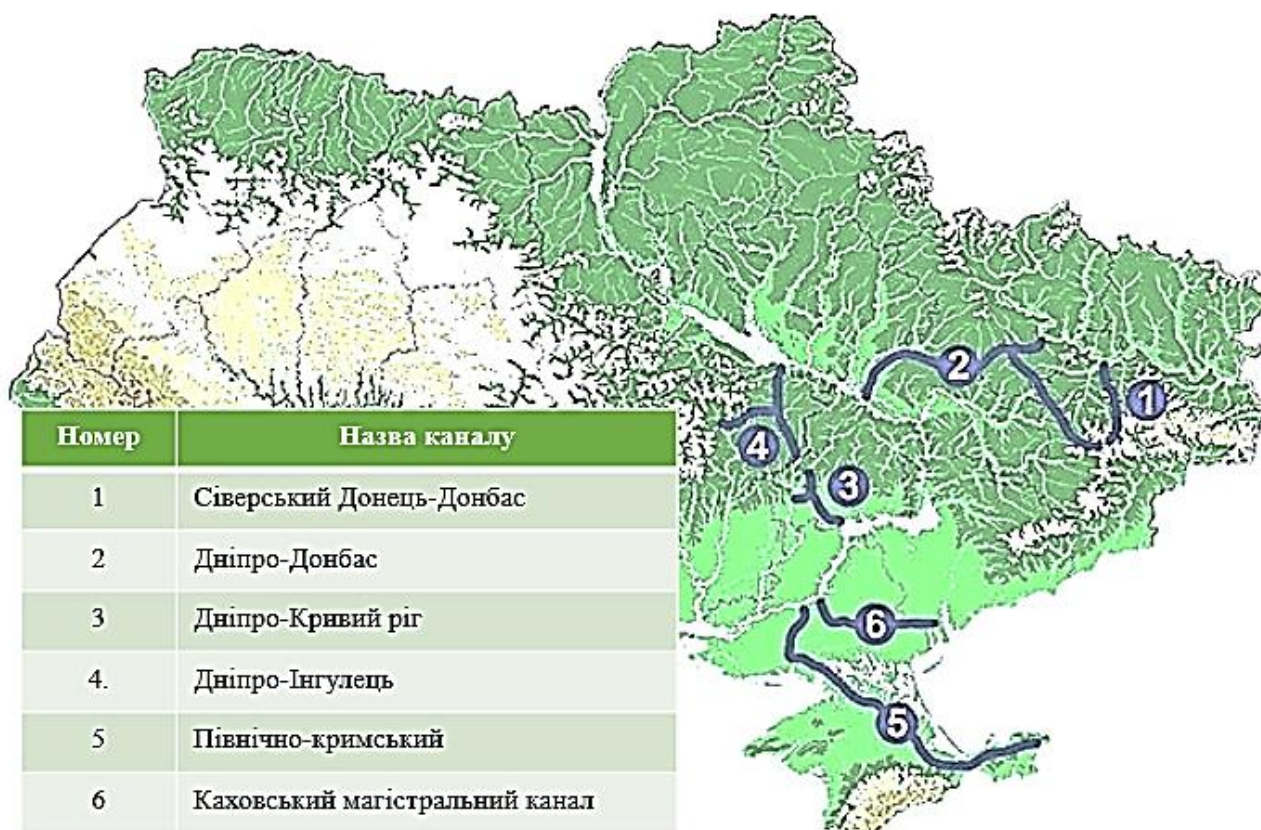 2
1
4
3
6
5
Номер Назва каналу
1 Сіверський Донець-Донбас
2 Дніпро-Донбас
3 Дніпро-Кривий ріг
4. Дніпро-Інгулець
5 Північно-кримський
6 Каховський магістральний канал